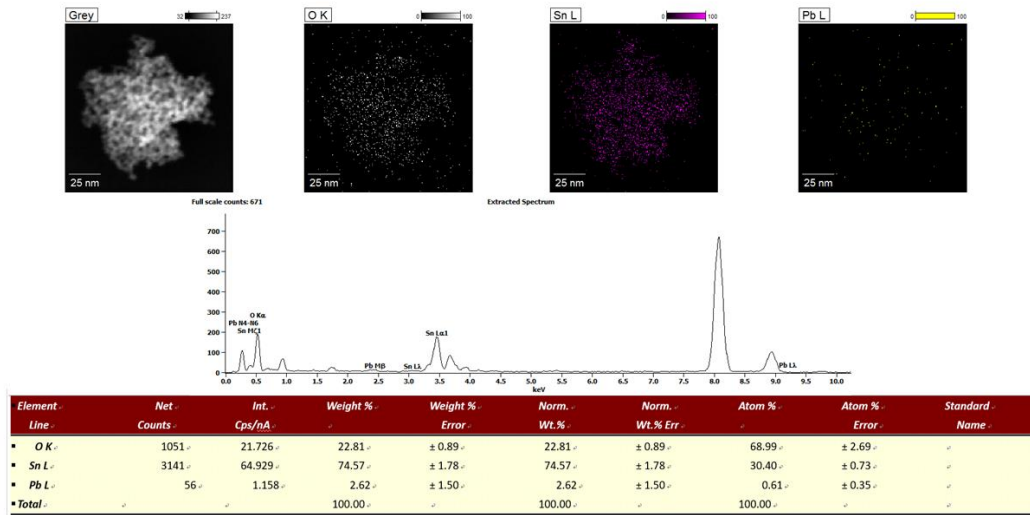 Grey 32 237 O K 0 100 Sn L 0 100 Pb L 0 100
25 nm 25 nm 25 nm 25 nm
Full scale counts: 671 Extracted Spectrum
700
600
500
400
300
200
100
0
O Kα
Pb N4-N6
Sn Mζ1
Pb Mβ
Sn Lλ
Sn Lα1
Pb Lλ
0.0 0.5 1.0 1.5 2.0 2.5 3.0 3.5 4.0 4.5 5.0 5.5 6.0 6.5 7.0 7.5 8.0 8.5 9.0 9.5 10.0
keV
Element Net Int. Weight % Weight % Norm. Norm. Atom % Atom % Standard
Line Counts Cps/nA Error Wt.% Wt.% Err Error Name
O K 1051 21.726 22.81 ± 0.89 22.81 ± 0.89 68.99 ± 2.69
Sn L 3141 64.929 74.57 ± 1.78 74.57 ± 1.78 30.40 ± 0.73
Pb L 56 1.158 2.62 ± 1.50 2.62 ± 1.50 0.61 ± 0.35
Total 100.00 100.00 100.00